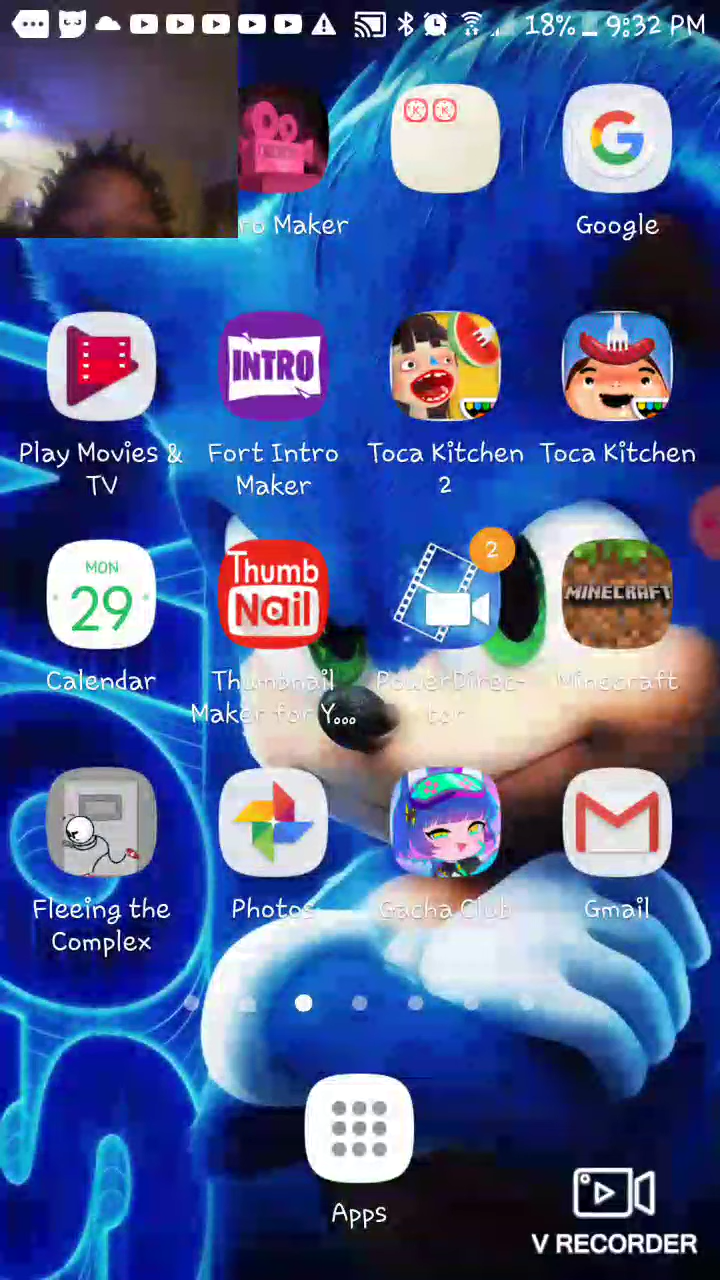 18% 9:32 PM
ro Maker
Google
INTRO
Play Movies &
TV
Fort Intro
Maker
Toca Kitchen
2
Toca Kitchen
MON
29
Thumb
Nail
2
MINECRAFT
Calendar
Thumbnail
Maker for Y...
PowerDirec-
tor
Minecraft
Fleeing the
Complex
Photos
Gacha Club
Gmail
Apps
V RECORDER